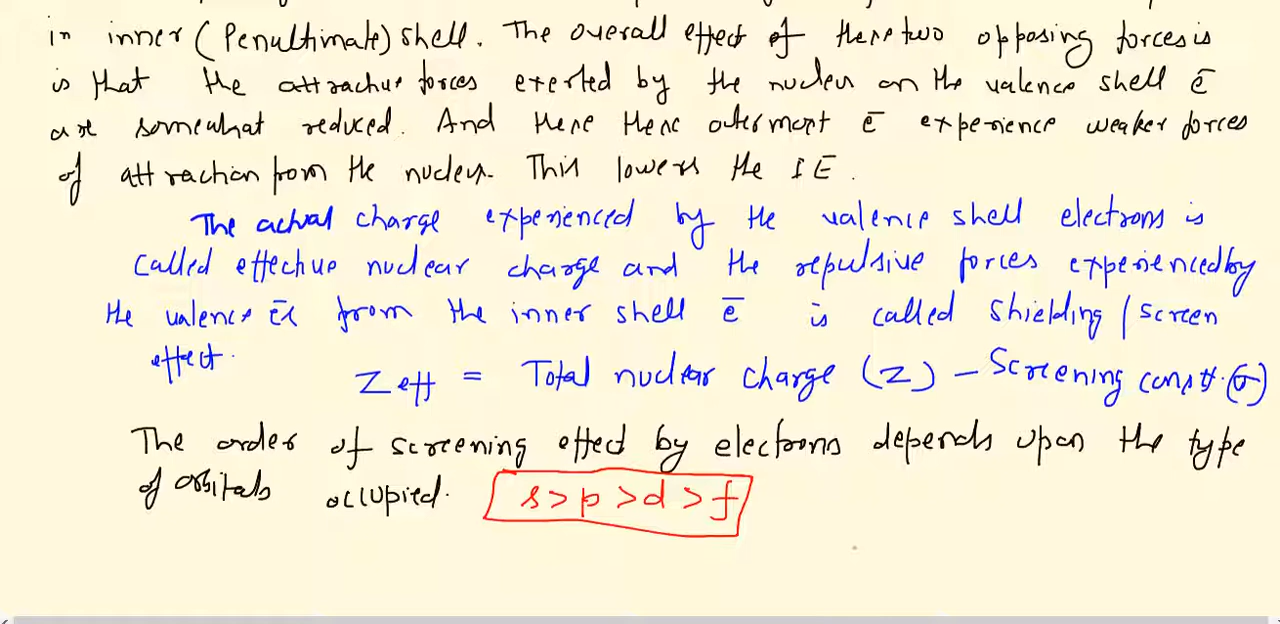 in inner (Penultimate) shell. The overall effect of these two opposing forces is
is that the attractive forces exerted by the nucleus on the valence shell ē
are somewhat reduced. And these outermost ē experience weaker forces
of attraction from the nucleus. This lowers the IE.
The actual charge experienced by the valence shell electrons is
called effective nuclear charge and the repulsive forces experienced by
the valence ēs from the inner shell ē is called shielding / screen
effect.
Z eff = Total nuclear charge (Z) – Screening const. (σ)
The order of screening effect by electrons depends upon the type
of orbitals occupied. s > p > d > f